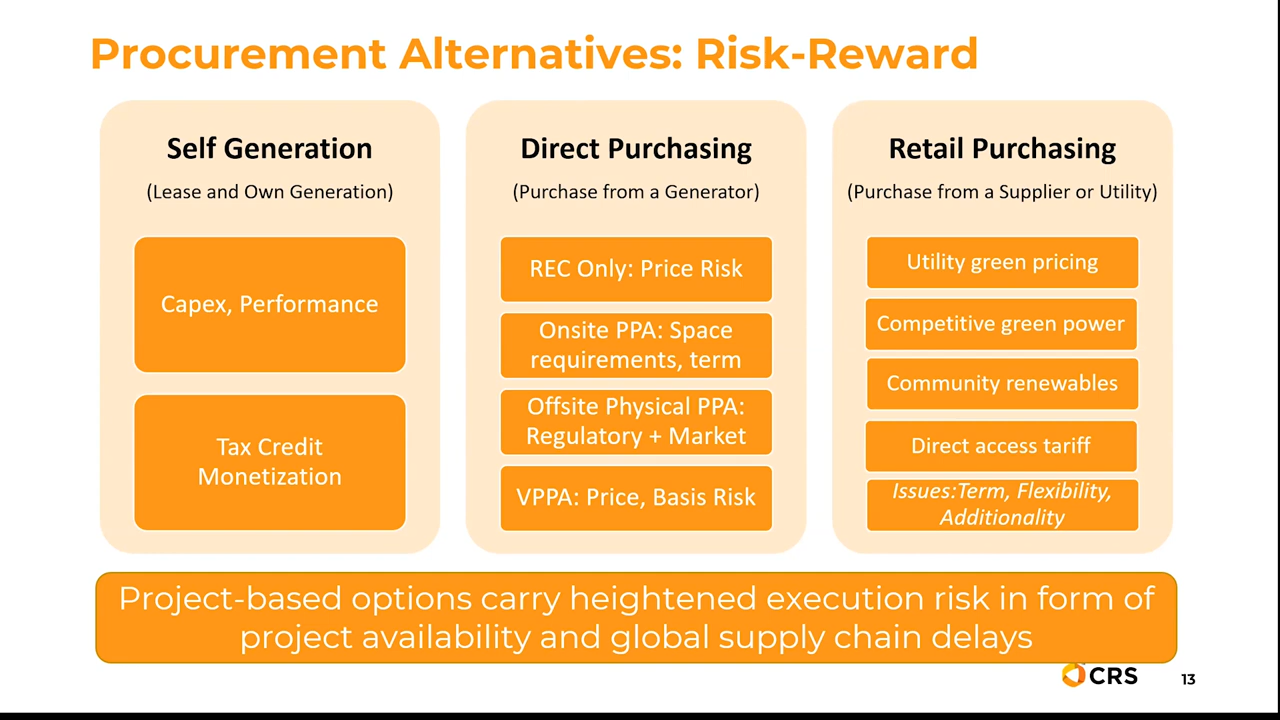 Procurement Alternatives: Risk-Reward
Self Generation
(Lease and Own Generation)
Capex, Performance
Tax Credit
Monetization
Direct Purchasing
(Purchase from a Generator)
REC Only: Price Risk
Onsite PPA: Space
requirements, term
Offsite Physical PPA:
Regulatory + Market
VPPA: Price, Basis Risk
Retail Purchasing
(Purchase from a Supplier or Utility)
Utility green pricing
Competitive green power
Community renewables
Direct access tariff
Issues:Term, Flexibility,
Additionality
Project-based options carry heightened execution risk in form of
project availability and global supply chain delays
CRS
13